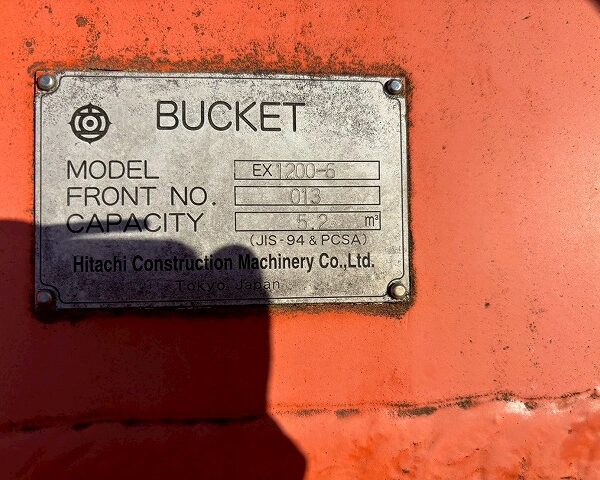 BUCKET
MODEL EX1200-6
FRONT NO. 013
CAPACITY 5.2 m³
(JIS-94 & PCSA)
Hitachi Construction Machinery Co.,Ltd.
Tokyo Japan